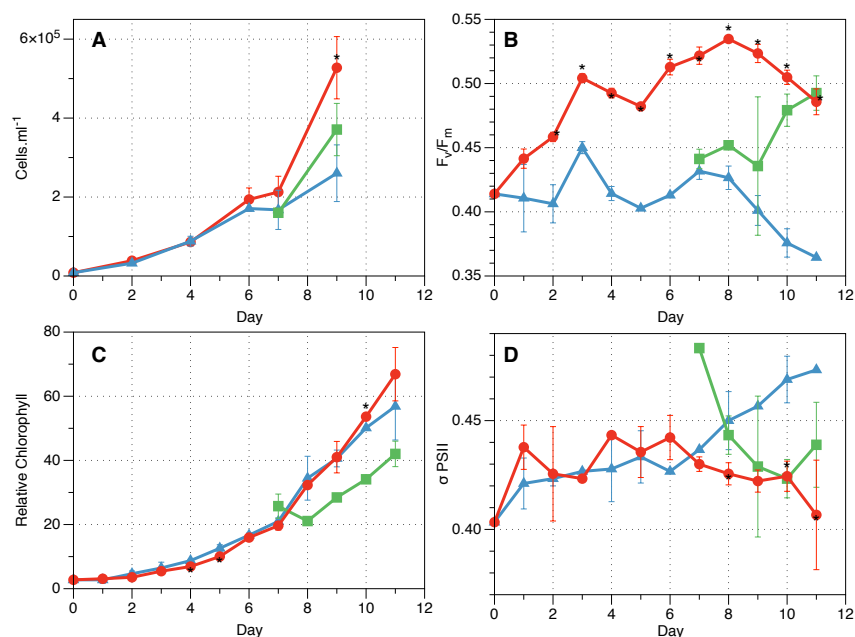 A
Cells.ml⁻¹
6×10⁵
4
2
0
0 2 4 6 8 10 12
Day
B
Fᵥ/Fₘ
0.55
0.50
0.45
0.40
0.35
0 2 4 6 8 10 12
Day
C
Relative Chlorophyll
80
60
40
20
0
0 2 4 6 8 10 12
Day
D
σ PSII
0.45
0.40
0 2 4 6 8 10 12
Day